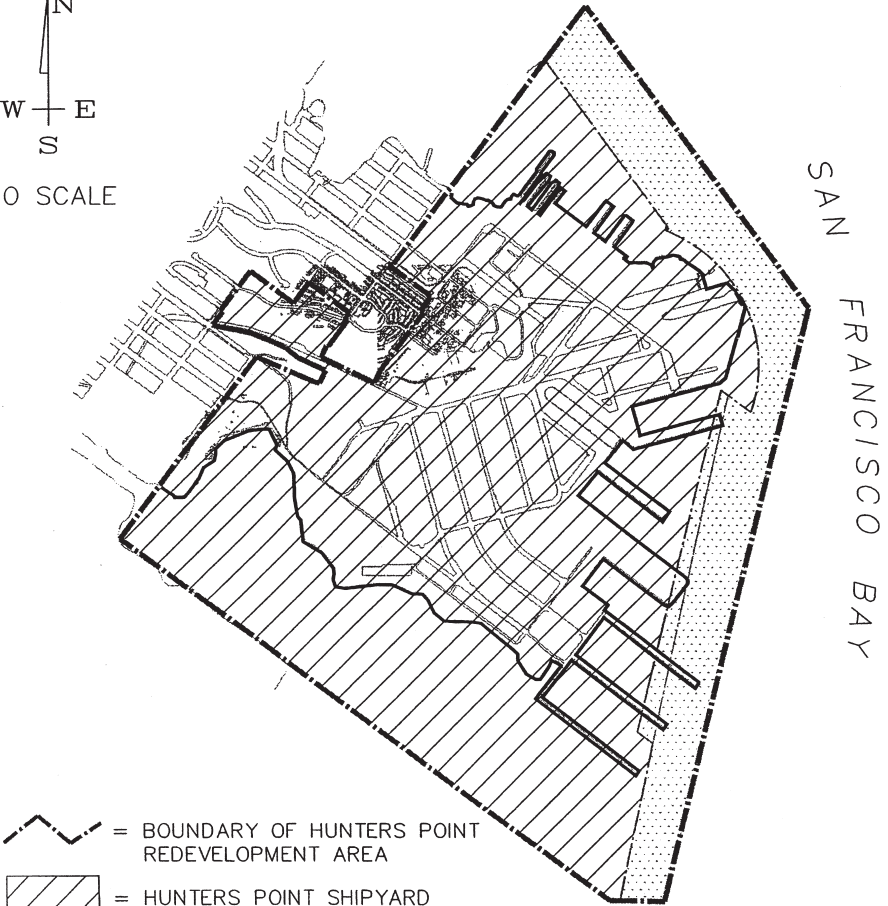 N
W E
S
O SCALE
SAN FRANCISCO BAY
= BOUNDARY OF HUNTERS POINT
REDEVELOPMENT AREA
= HUNTERS POINT SHIPYARD